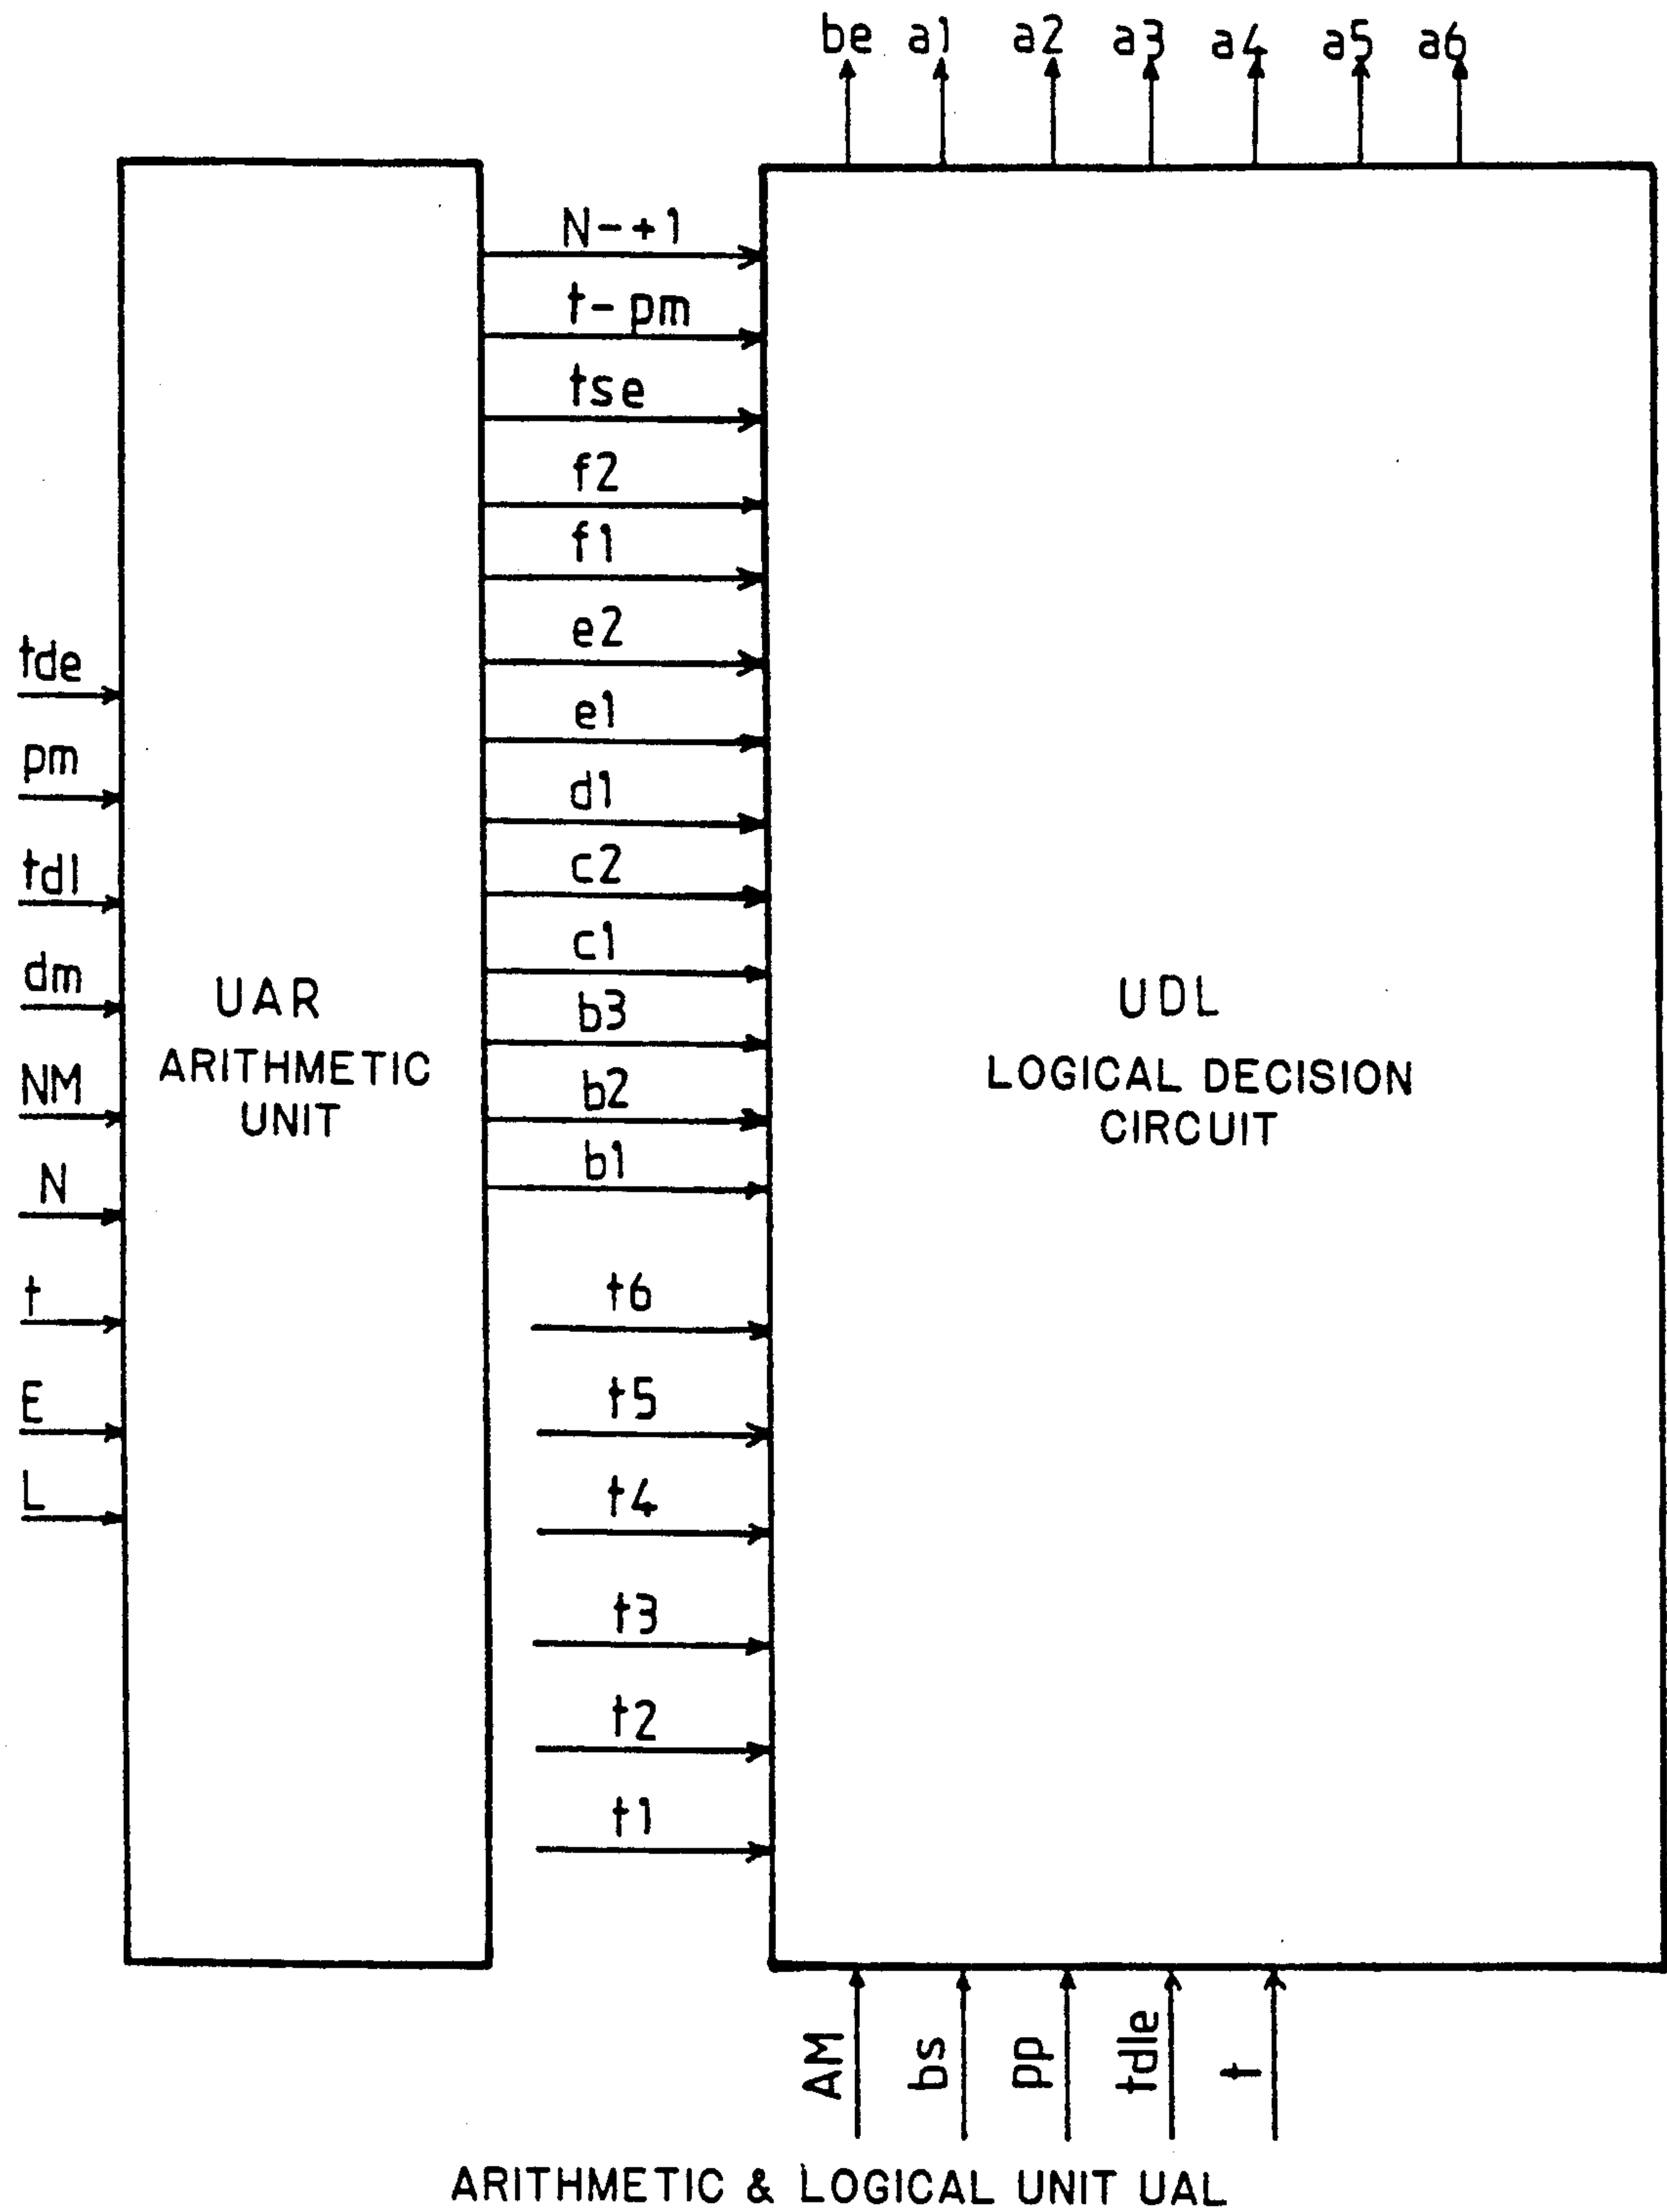 be a1 a2 a3 a4 a5 a6
N-+1
t-pm
tse
f2
f1
e2
e1
d1
c2
c1
b3
b2
b1
t6
t5
t4
t3
t2
t1
tde
pm
tdl
dm
NM
N
t
E
L
UAR
ARITHMETIC
UNIT
UDL
LOGICAL DECISION
CIRCUIT
AM
bs
pp
tdle
t
ARITHMETIC & LOGICAL UNIT UAL